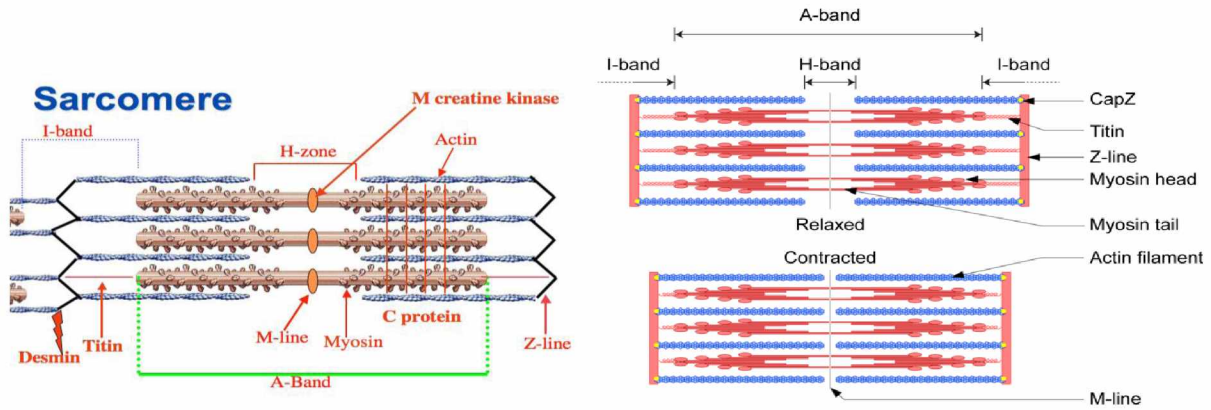 Sarcomere
M creatine kinase
I-band
H-zone
Actin
Desmin
Titin
M-line
Myosin
C protein
Z-line
A-Band
A-band
I-band
H-band
I-band
CapZ
Titin
Z-line
Myosin head
Myosin tail
Relaxed
Contracted
Actin filament
M-line